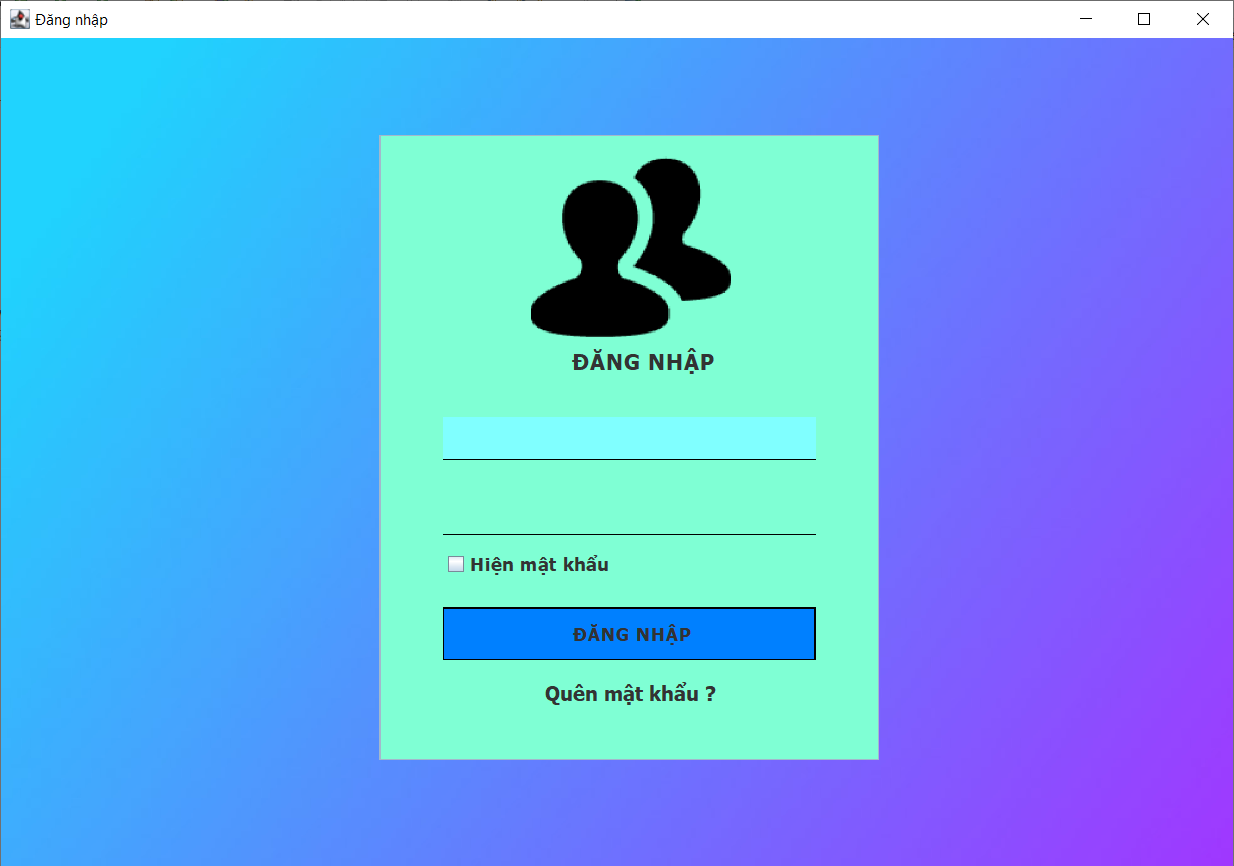 Đăng nhập
ĐĂNG NHẬP
Hiện mật khẩu
ĐĂNG NHẬP
Quên mật khẩu ?